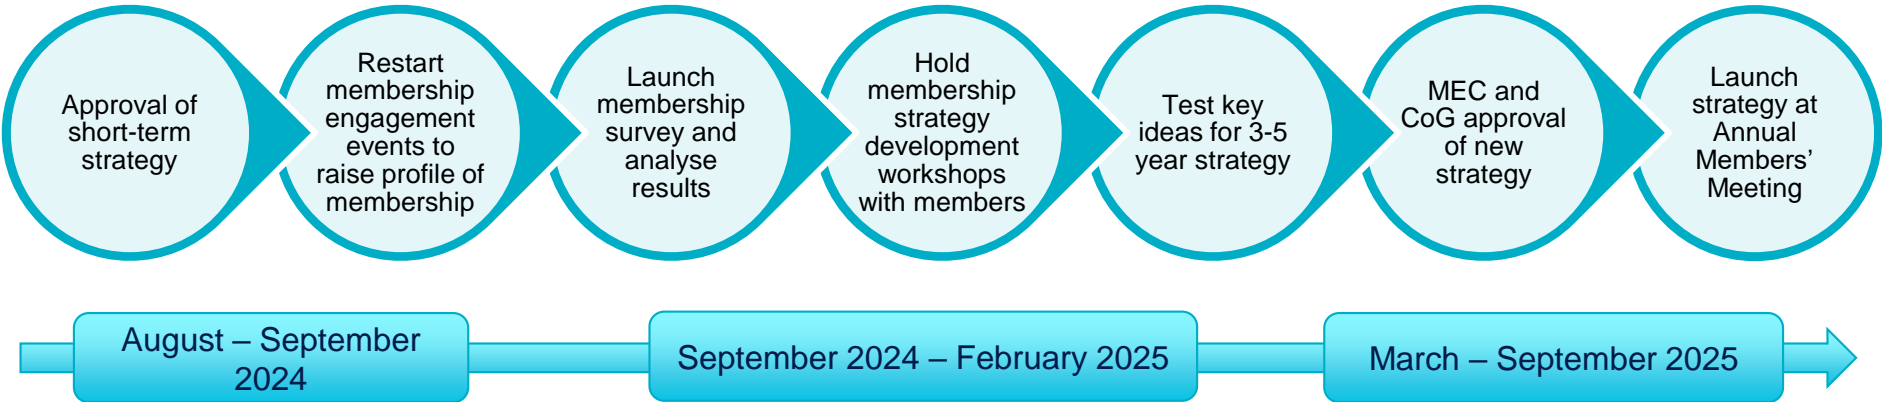 Approval of
short-term
strategy
Restart
membership
engagement
events to
raise profile of
membership
Launch
membership
survey and
analyse
results
Hold
membership
strategy
development
workshops
with members
Test key
ideas for 3-5
year strategy
MEC and
CoG approval
of new
strategy
Launch
strategy at
Annual
Members’
Meeting
August – September
2024
September 2024 – February 2025
March – September 2025